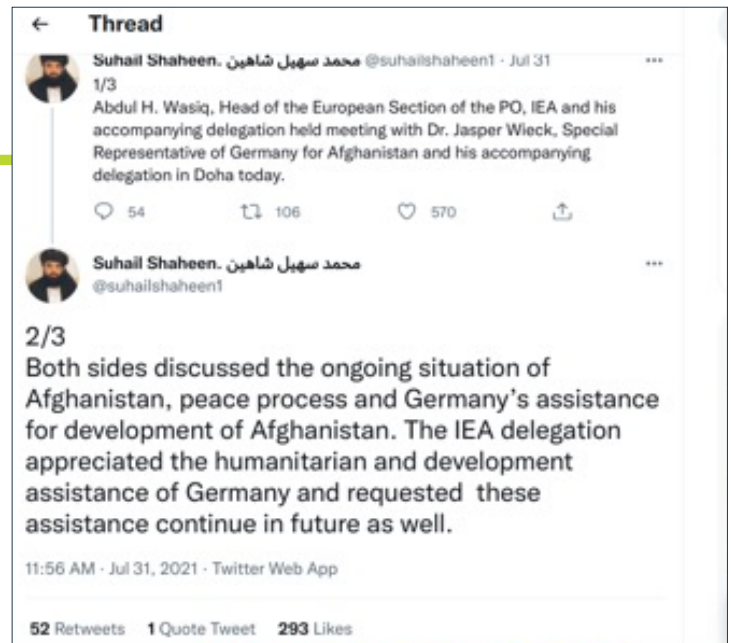 ← Thread
Suhail Shaheen. محمد سهیل شاهین @suhailshaheen1 · Jul 31 ...
1/3
Abdul H. Wasiq, Head of the European Section of the PO, IEA and his
accompanying delegation held meeting with Dr. Jasper Wieck, Special
Representative of Germany for Afghanistan and his accompanying
delegation in Doha today.
54 106 570
Suhail Shaheen. محمد سهیل شاهین ...
@suhailshaheen1
2/3
Both sides discussed the ongoing situation of
Afghanistan, peace process and Germany's assistance
for development of Afghanistan. The IEA delegation
appreciated the humanitarian and development
assistance of Germany and requested these
assistance continue in future as well.
11:56 AM · Jul 31, 2021 · Twitter Web App
52 Retweets 1 Quote Tweet 293 Likes